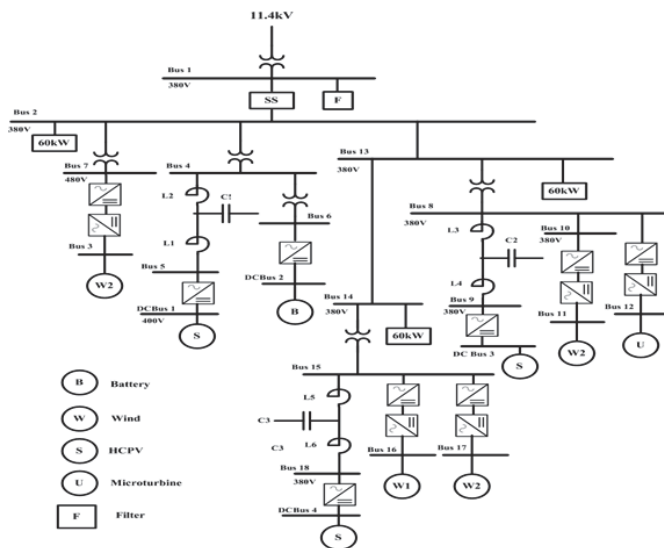 11.4kV
Bus 1
380V
SS
F
Bus 2
380V
60kW
Bus 13
380V
Bus 7
480V
Bus 4
60kW
L2
C!
Bus 6
L1
Bus 5
Bus 3
W2
DCBus 1
400V
S
DCBus 2
B
Bus 8
380V
L3
C2
L4
Bus 9
380V
DC Bus 3
S
Bus 10
380V
Bus 11
W2
Bus 12
U
Bus 14
380V
60kW
Bus 15
L5
C3
C3
L6
Bus 18
380V
DCBus 4
S
Bus 16
W1
Bus 17
W2
B Battery
W Wind
S HCPV
U Microturbine
F Filter